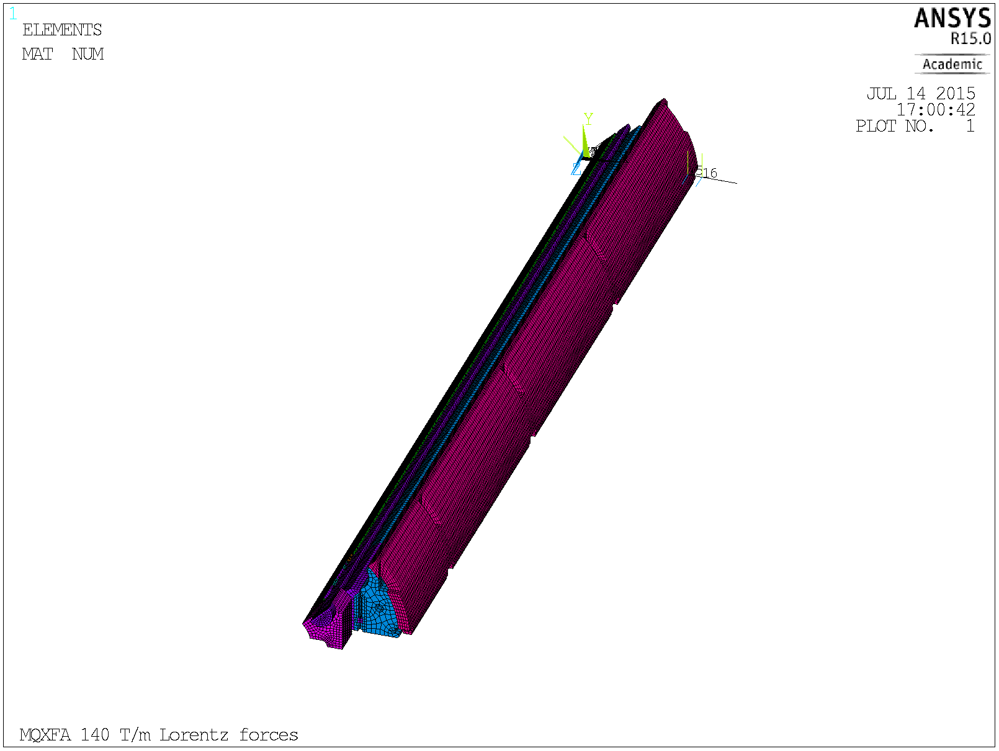 1
ELEMENTS
MAT NUM
ANSYS
R15.0
Academic
JUL 14 2015
17:00:42
PLOT NO. 1
Y
Z
16
MQXFA 140 T/m Lorentz forces